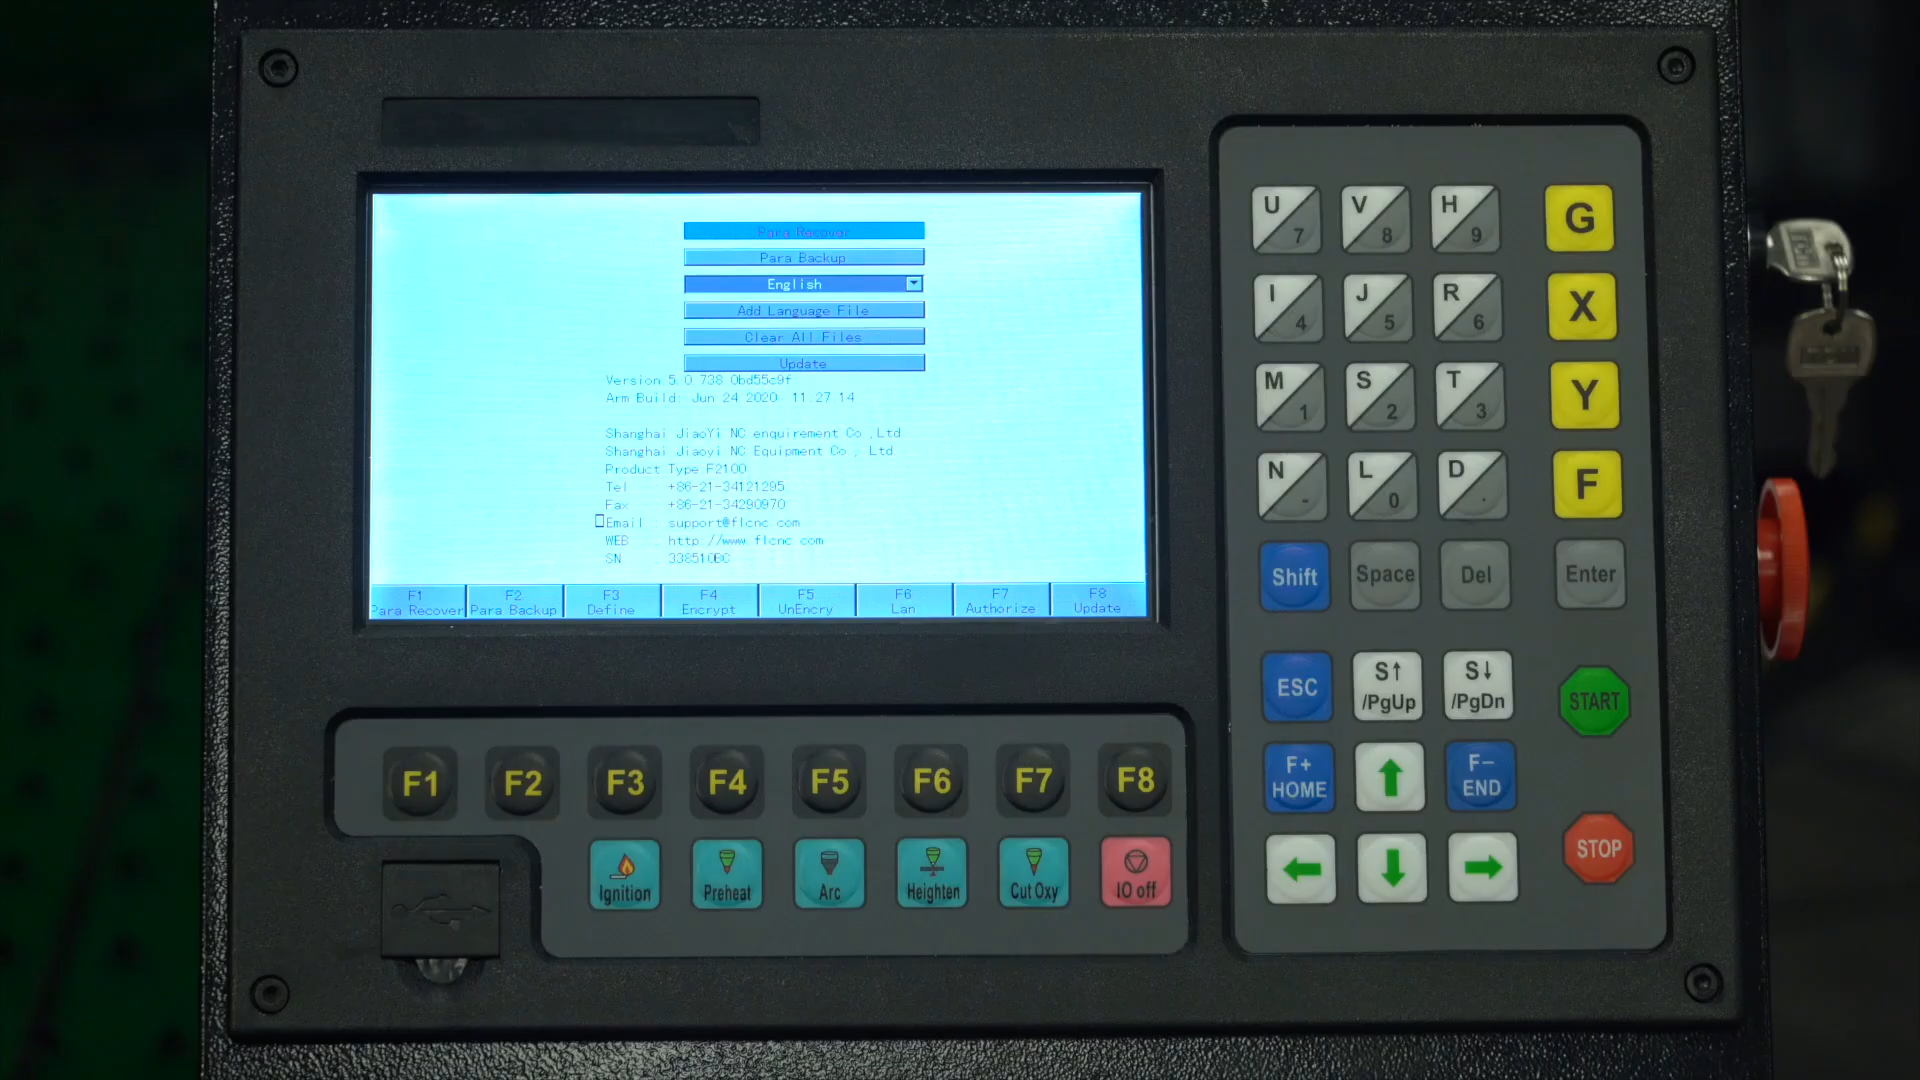 Para Recover
Para Backup
English
Add Language File
Clear All Files
Update
Version 5.0.738 0bd55c9f
Arm Build: Jun 24 2020 11.27.14
Shanghai JiaoYi NC enquirement Co .,Ltd
Shanghai Jiaoyi NC Equipment Co., Ltd
Product Type F2100
Tel : +86-21-34121295
Fax : +86-21-34290970
Email : support@flcnc.com
WEB : http://www.flcnc.com
SN : 338510BC
F1 F2 F3 F4 F5 F6 F7 F8
Para Recover Para Backup Define Encrypt UnEncry Lan Authorize Update
F1 F2 F3 F4 F5 F6 F7 F8
Ignition Preheat Arc Heighten Cut Oxy IO off
U 7 V 8 H 9 G
I 4 J 5 R 6 X
M 1 S 2 T 3 Y
N - L 0 D . F
Shift Space Del Enter
ESC S↑ /PgUp S↓ /PgDn START
F+ HOME ↑ F- END
← ↓ → STOP